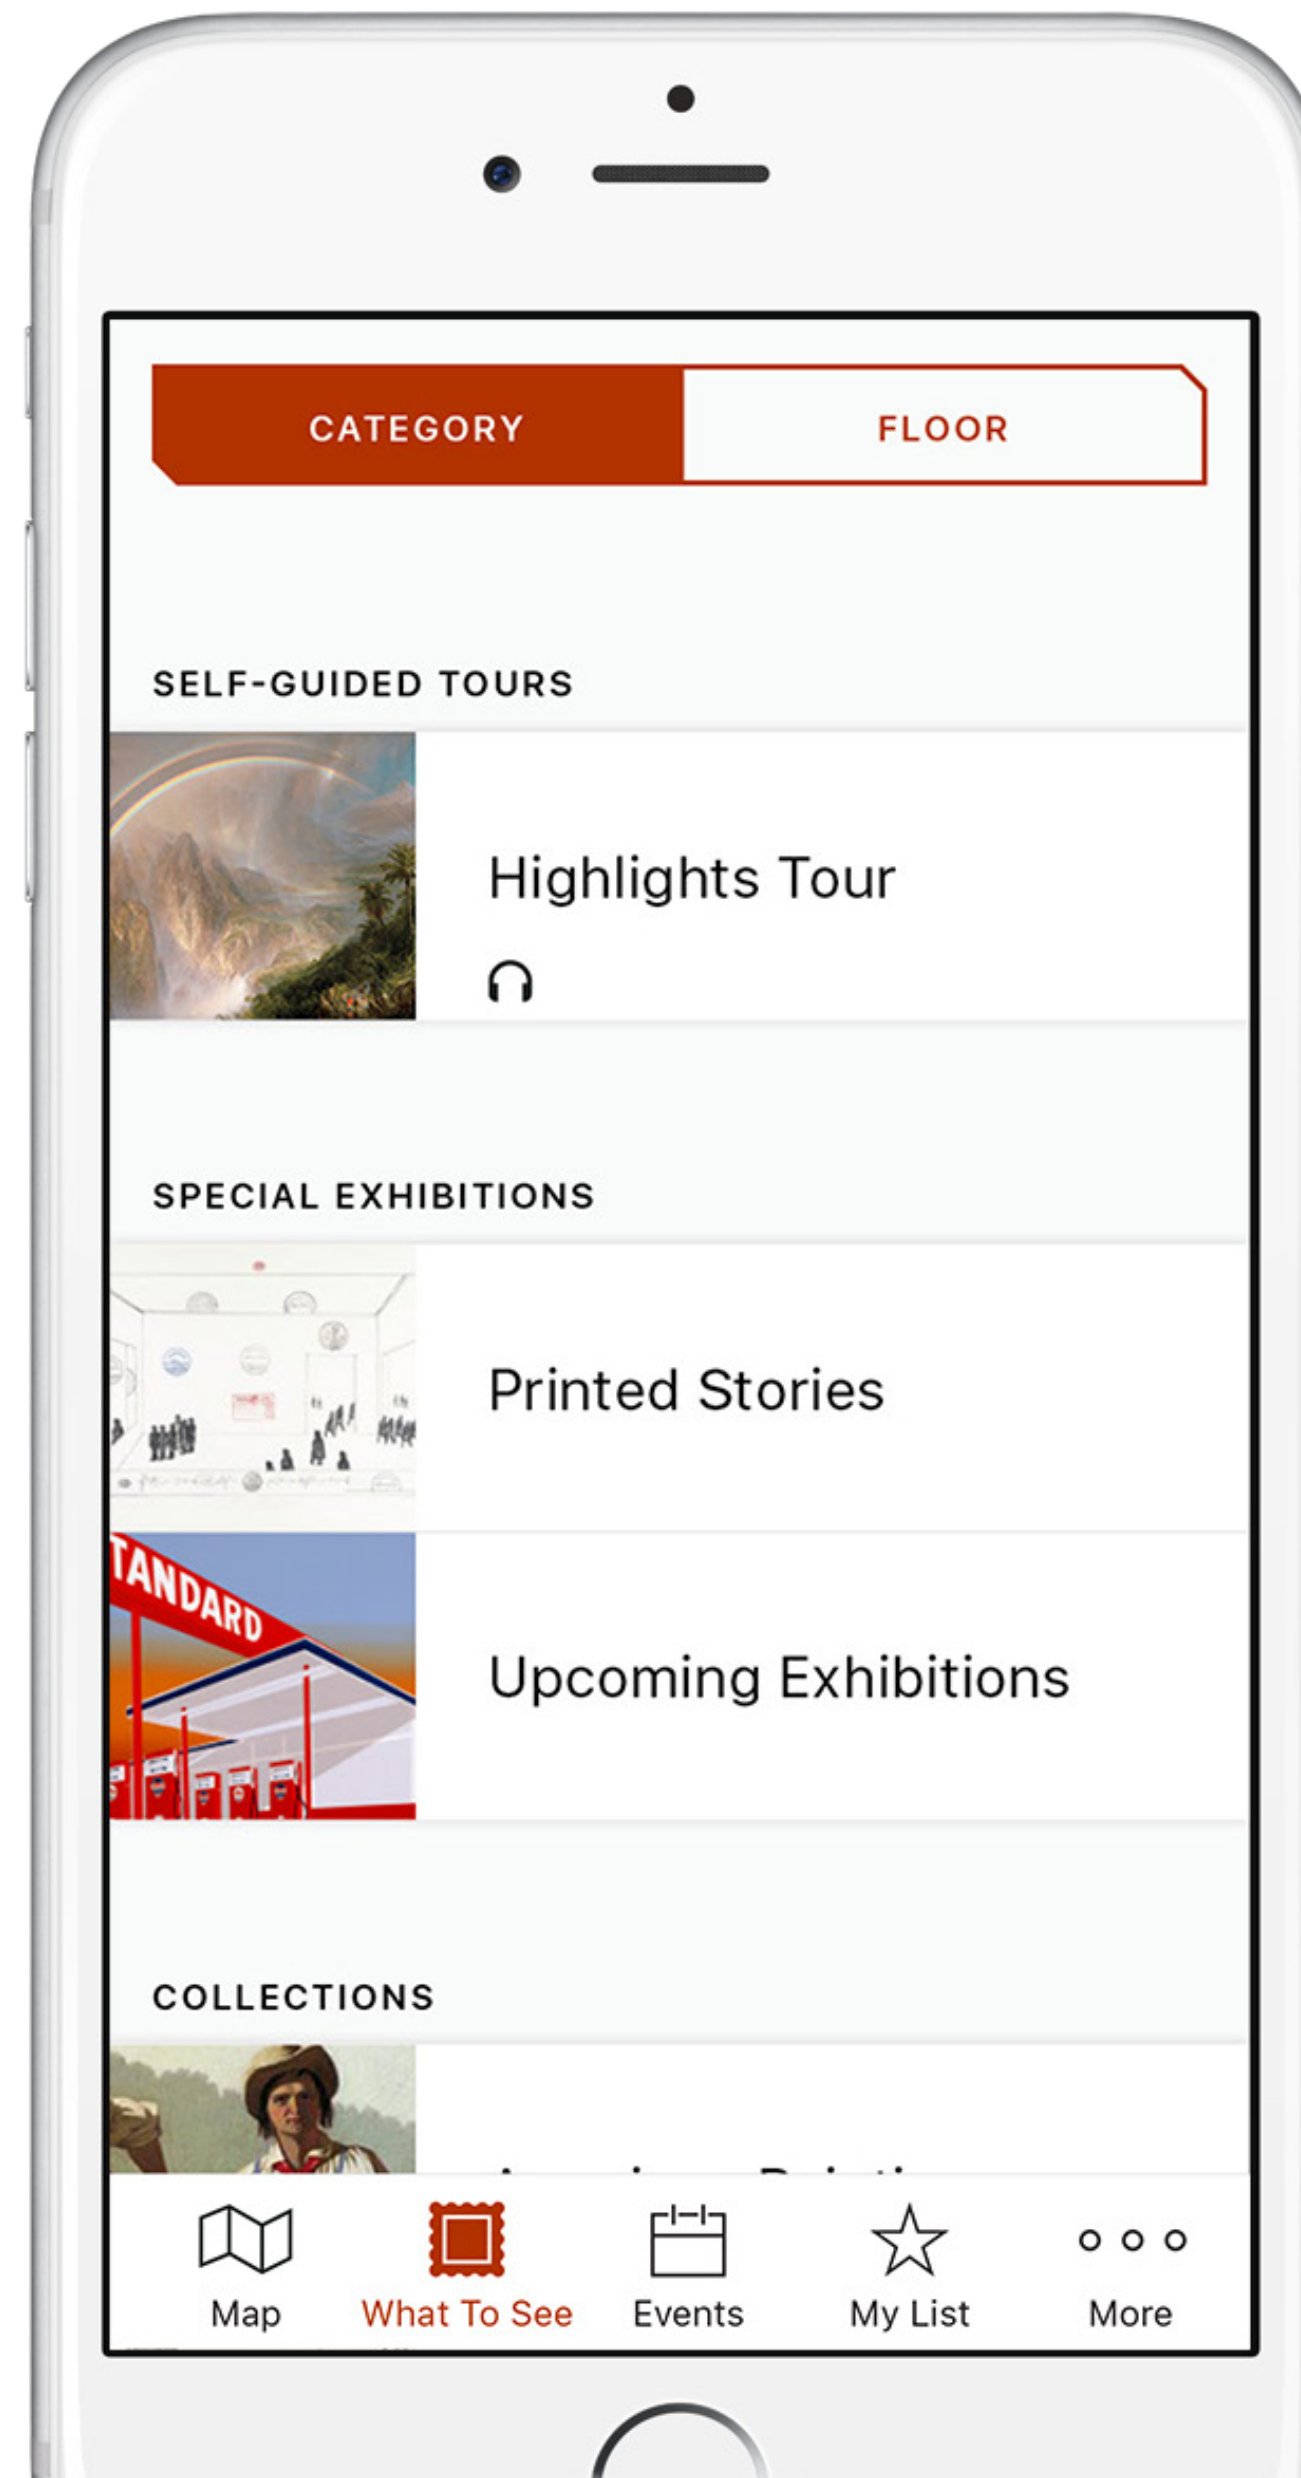 CATEGORY
FLOOR
SELF-GUIDED TOURS
Highlights Tour
SPECIAL EXHIBITIONS
Printed Stories
TANDARD
Upcoming Exhibitions
COLLECTIONS
Map
What To See
Events
My List
More